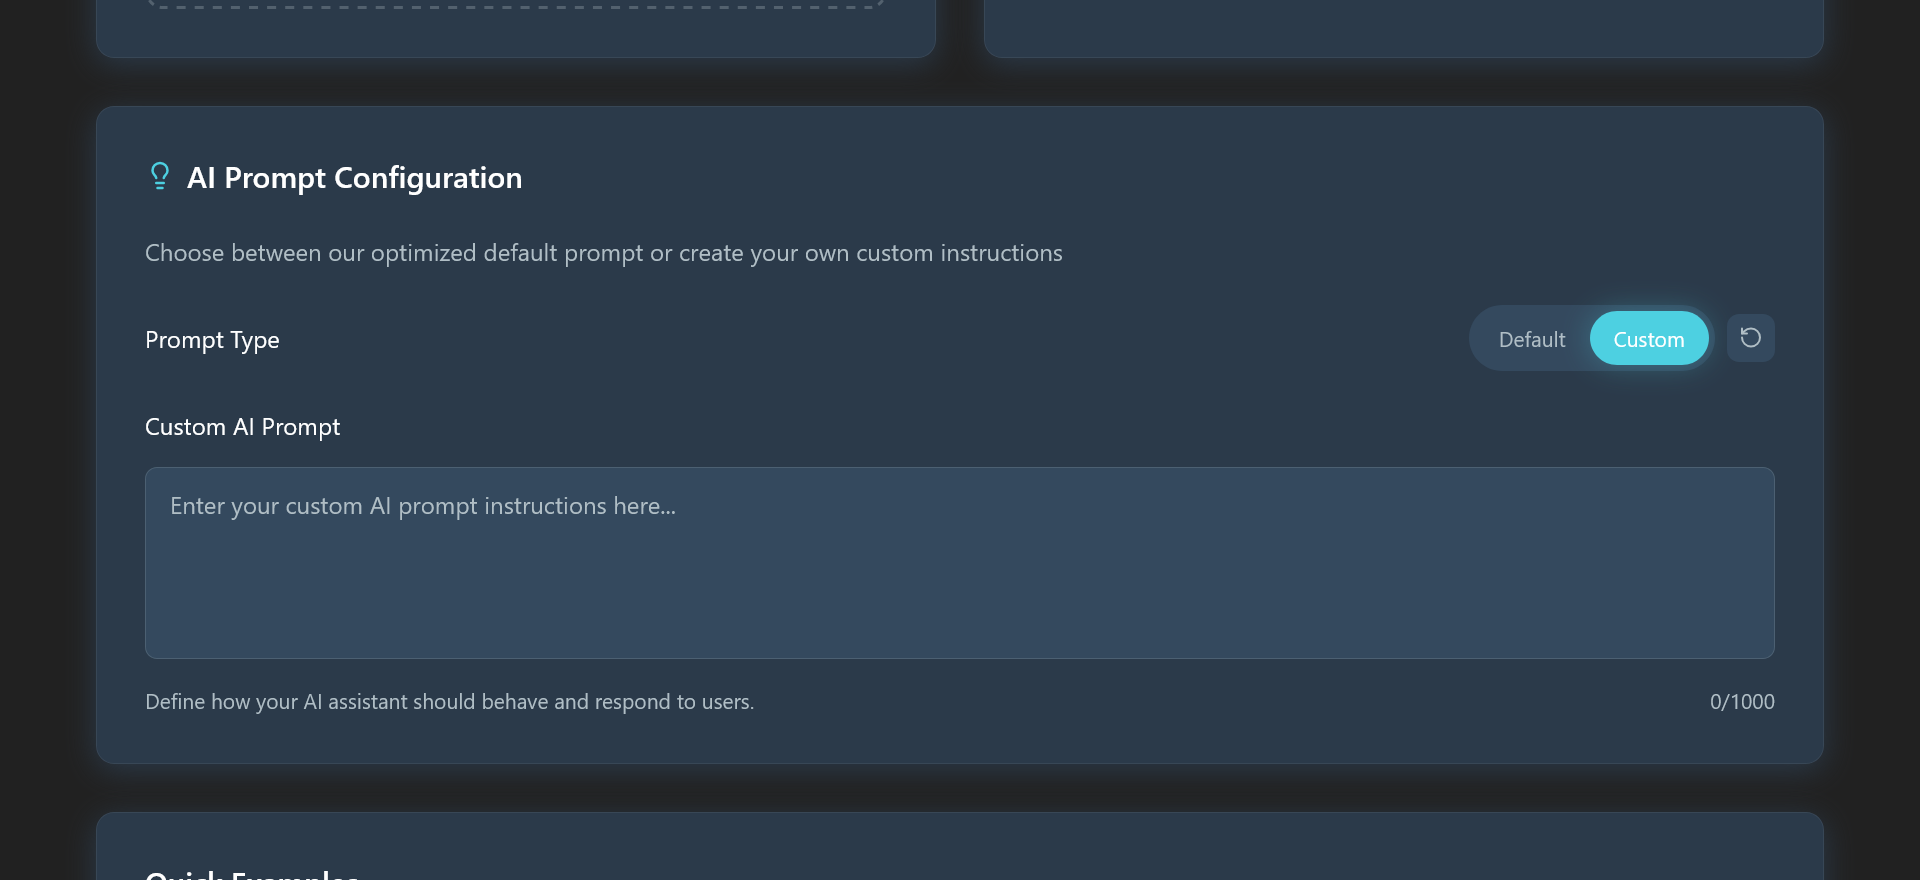 AI Prompt Configuration
Choose between our optimized default prompt or create your own custom instructions
Prompt Type
Default
Custom
Custom AI Prompt
Enter your custom AI prompt instructions here...
Define how your AI assistant should behave and respond to users.
0/1000
Quick Examples